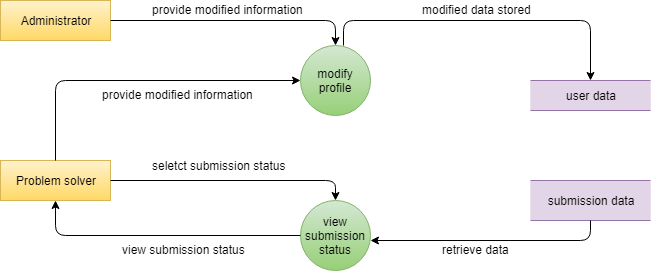 provide modified information
modified data stored
Administrator
modify
profile
provide modified information
user data
seletct submission status
Problem solver
submission data
view
submission
status
view submission status
retrieve data